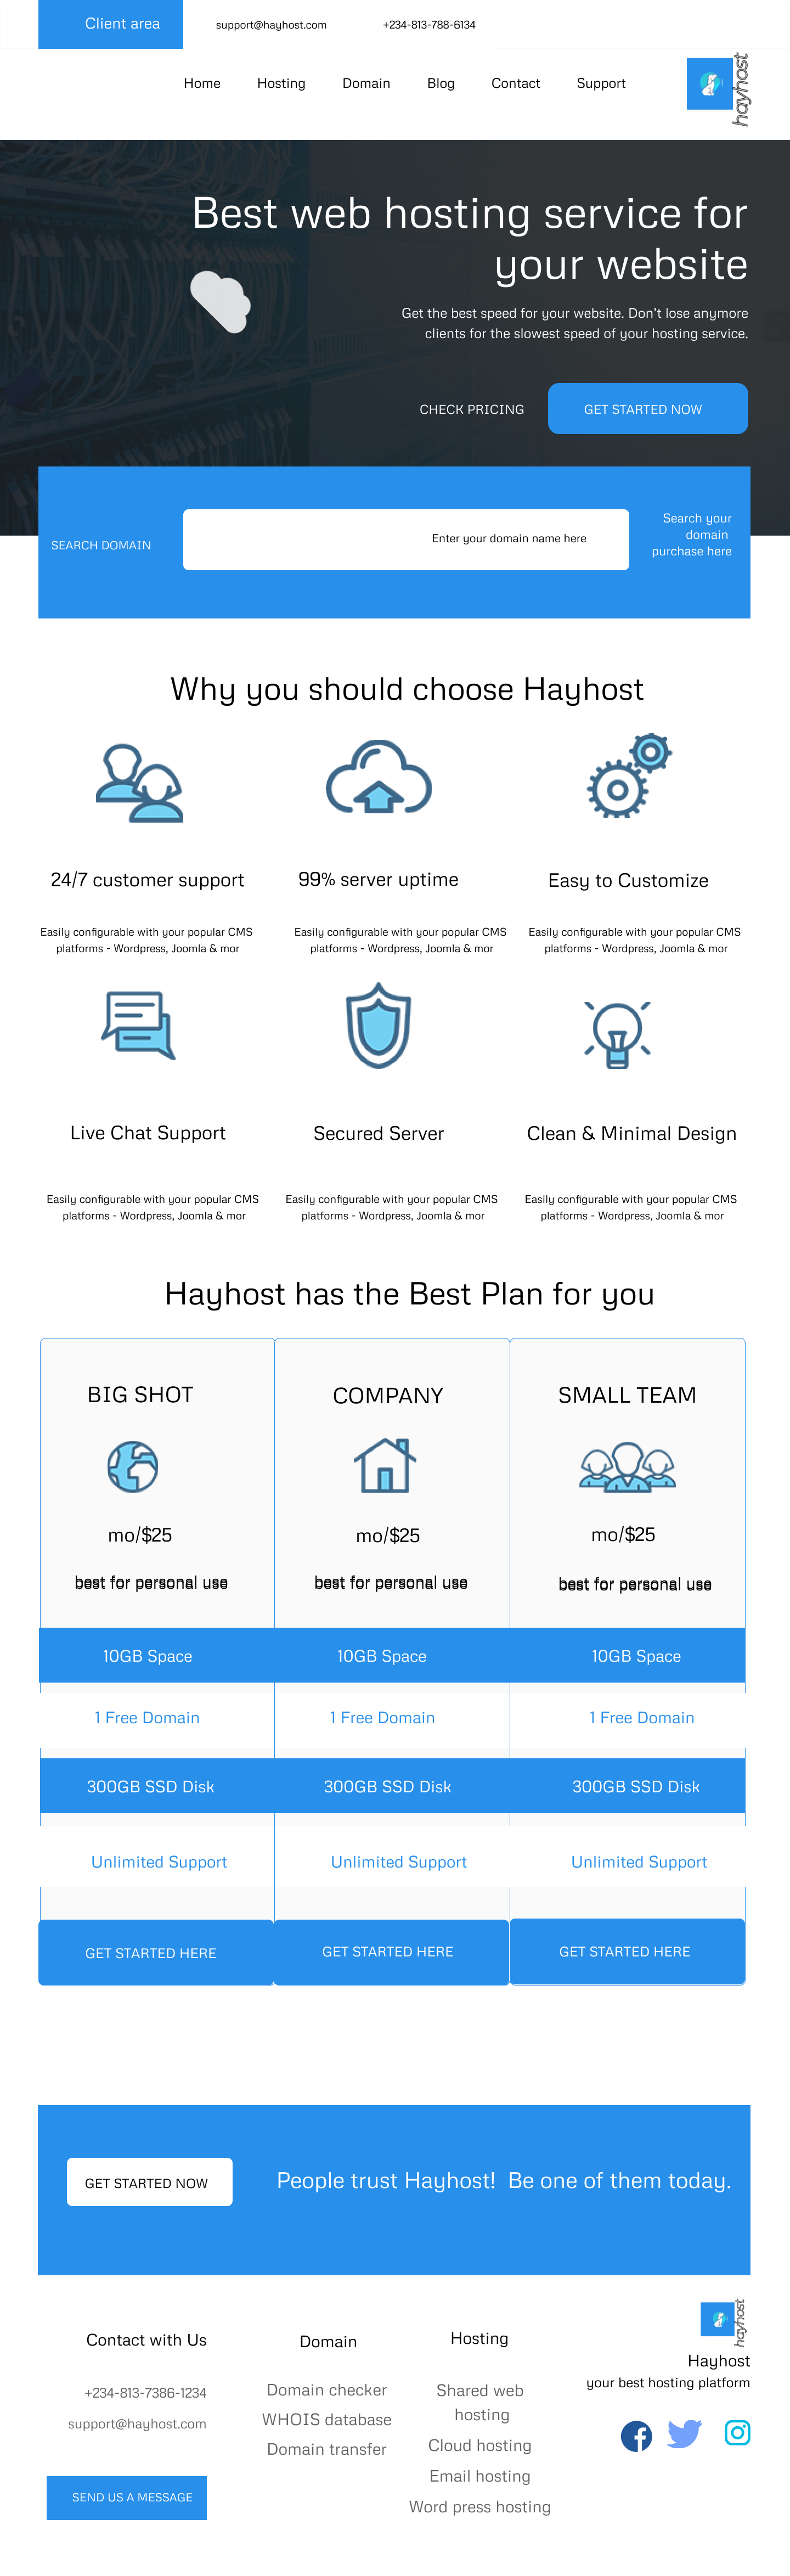 Client area
support@hayhost.com
+234-813-788-6134
Home
Hosting
Domain
Blog
Contact
Support
hayhost
Best web hosting service for
your website
Get the best speed for your website. Don't lose anymore
clients for the slowest speed of your hosting service.
CHECK PRICING
GET STARTED NOW
SEARCH DOMAIN
Enter your domain name here
Search your
domain
purchase here
Why you should choose Hayhost
24/7 customer support
99% server uptime
Easy to Customize
Easily configurable with your popular CMS
platforms - Wordpress, Joomla & mor
Easily configurable with your popular CMS
platforms - Wordpress, Joomla & mor
Easily configurable with your popular CMS
platforms - Wordpress, Joomla & mor
Live Chat Support
Secured Server
Clean & Minimal Design
Easily configurable with your popular CMS
platforms - Wordpress, Joomla & mor
Easily configurable with your popular CMS
platforms - Wordpress, Joomla & mor
Easily configurable with your popular CMS
platforms - Wordpress, Joomla & mor
Hayhost has the Best Plan for you
BIG SHOT
COMPANY
SMALL TEAM
mo/$25
mo/$25
mo/$25
best for personal use
best for personal use
best for personal use
10GB Space
10GB Space
10GB Space
1 Free Domain
1 Free Domain
1 Free Domain
300GB SSD Disk
300GB SSD Disk
300GB SSD Disk
Unlimited Support
Unlimited Support
Unlimited Support
GET STARTED HERE
GET STARTED HERE
GET STARTED HERE
GET STARTED NOW
People trust Hayhost! Be one of them today.
Contact with Us
+234-813-7386-1234
support@hayhost.com
SEND US A MESSAGE
Domain
Domain checker
WHOIS database
Domain transfer
Hosting
Shared web
hosting
Cloud hosting
Email hosting
Word press hosting
hayhost
Hayhost
your best hosting platform